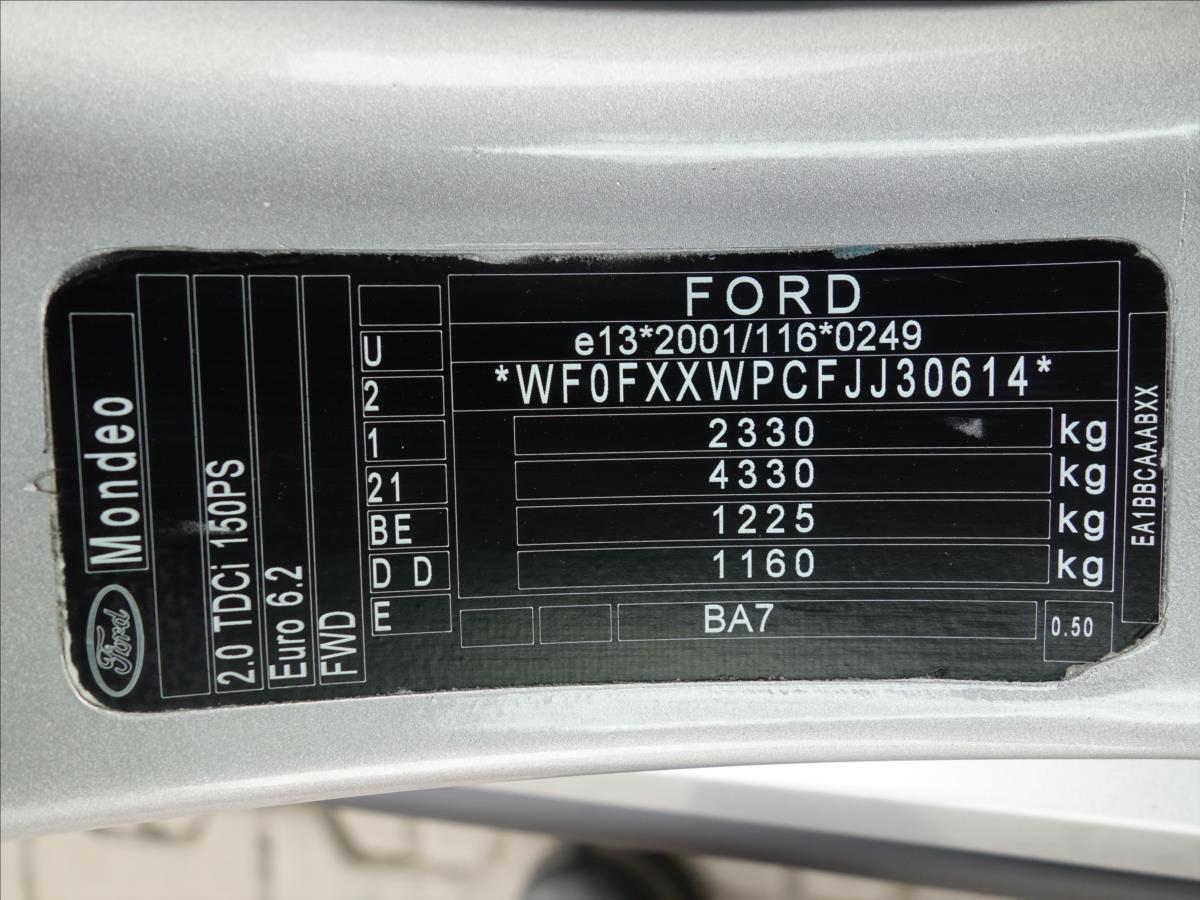 FORD
e13*2001/116*0249
*WF0FXXWPCFJJ30614*
2330 kg
4330 kg
1225 kg
1160 kg
BA7
0.50
U
2
1
21
BE
D D
E
Mondeo
Ford
2.0 TDCi 150PS
Euro 6.2
FWD
EA1BBCAAABXX